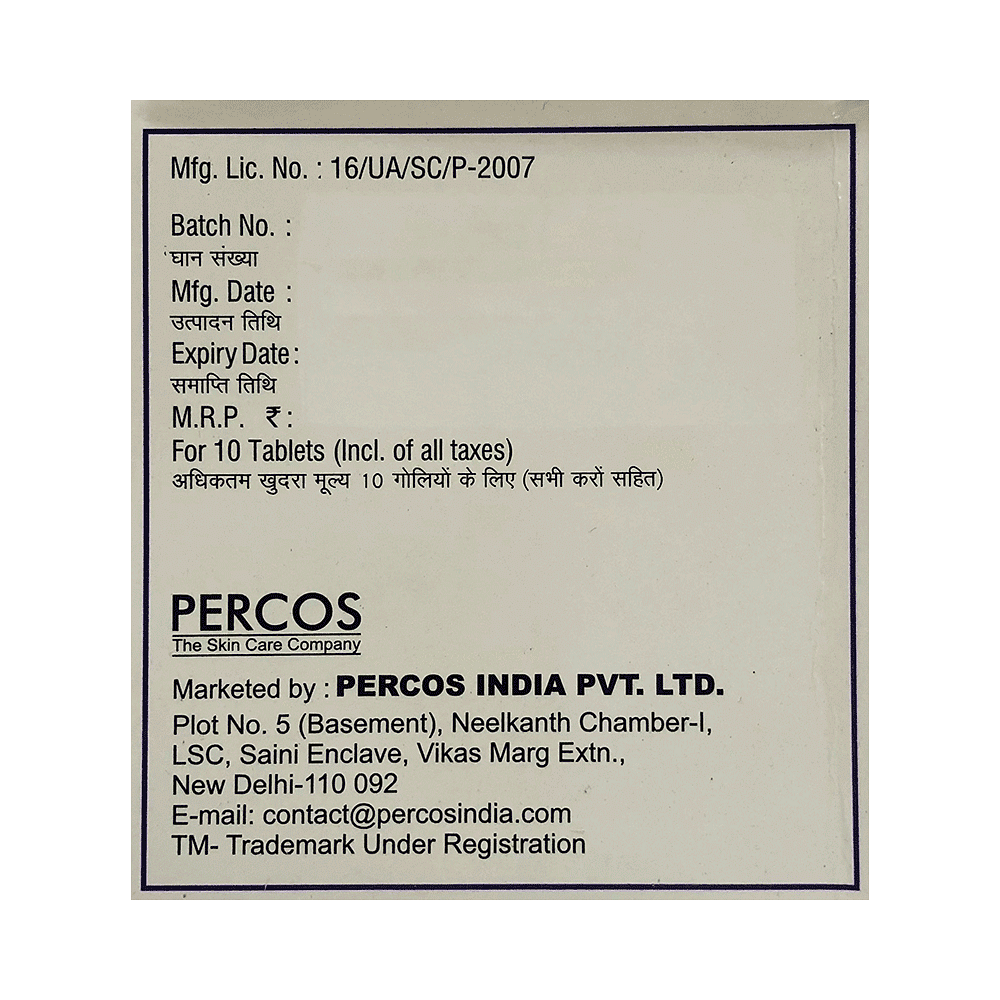 Mfg. Lic. No. : 16/UA/SC/P-2007
Batch No. :
घान संख्या
Mfg. Date :
उत्पादन तिथि
Expiry Date :
समाप्ति तिथि
M.R.P. ₹ :
For 10 Tablets (Incl. of all taxes)
अधिकतम खुदरा मूल्य 10 गोलियों के लिए (सभी करों सहित)
PERCOS
The Skin Care Company
Marketed by : PERCOS INDIA PVT. LTD.
Plot No. 5 (Basement), Neelkanth Chamber-I,
LSC, Saini Enclave, Vikas Marg Extn.,
New Delhi-110 092
E-mail: contact@percosindia.com
TM- Trademark Under Registration